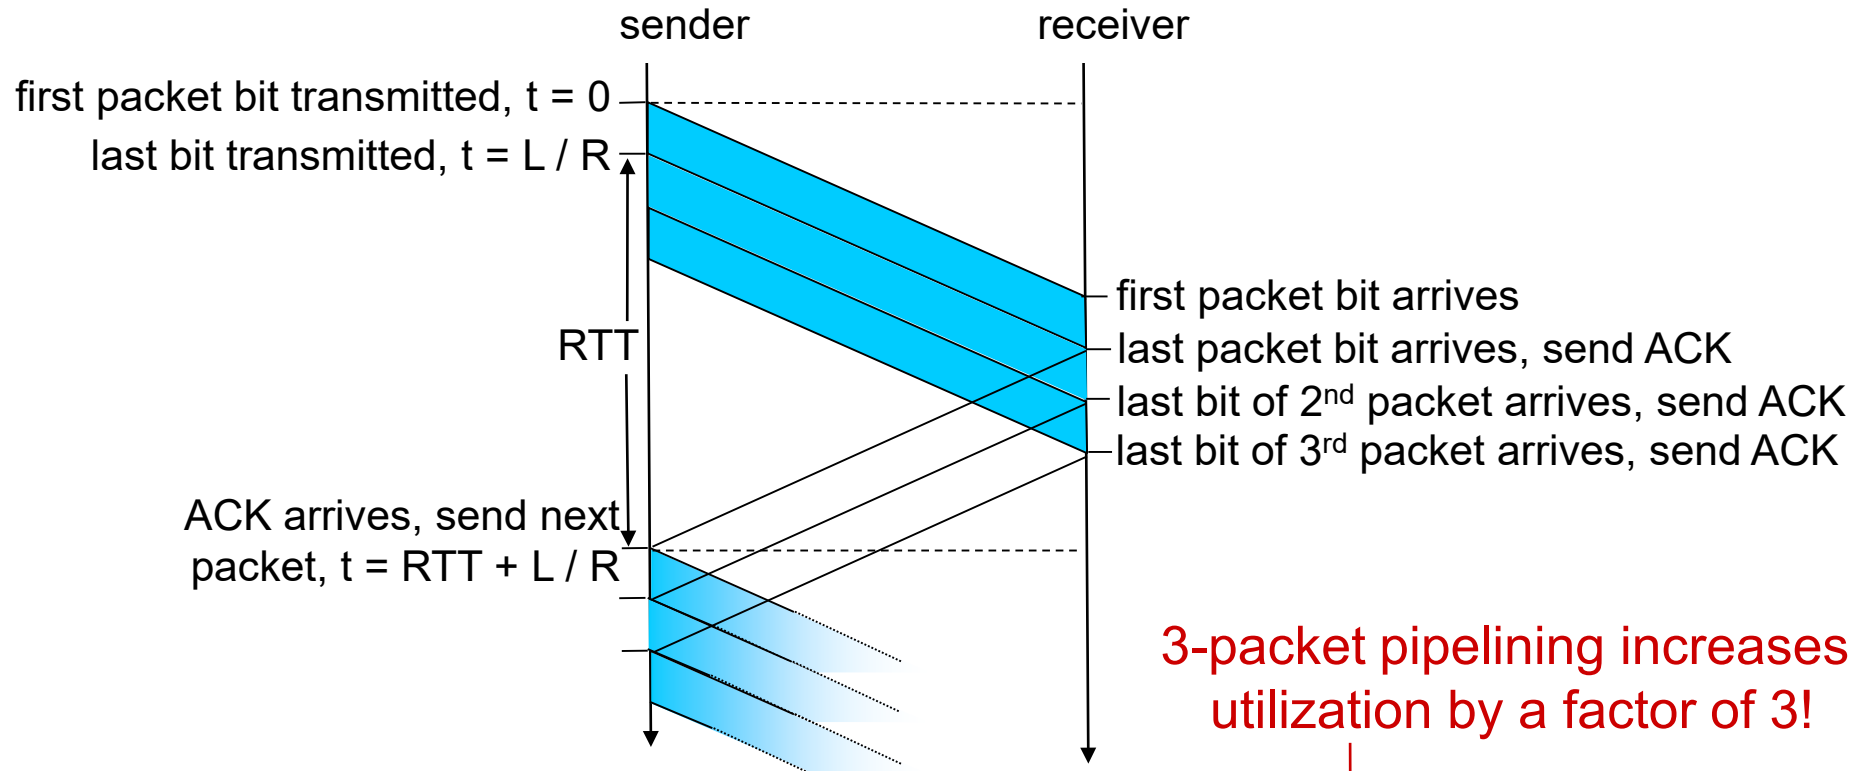 sender
receiver
first packet bit transmitted, t = 0
last bit transmitted, t = L / R
first packet bit arrives
RTT
last packet bit arrives, send ACK
last bit of 2nd packet arrives, send ACK
last bit of 3rd packet arrives, send ACK
ACK arrives, send next
packet, t = RTT + L / R
3-packet pipelining increases
utilization by a factor of 3!